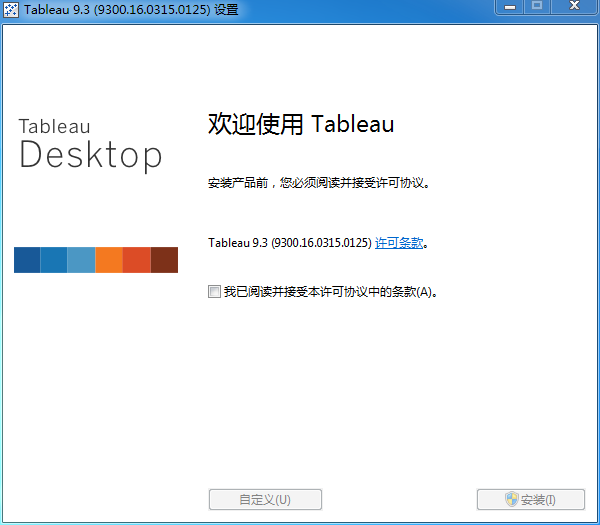 Tableau 9.3 (9300.16.0315.0125) 设置
Tableau
Desktop
欢迎使用 Tableau
安装产品前，您必须阅读并接受许可协议。
Tableau 9.3 (9300.16.0315.0125) 许可条款。
我已阅读并接受本许可协议中的条款(A)。
自定义(U)
安装(I)